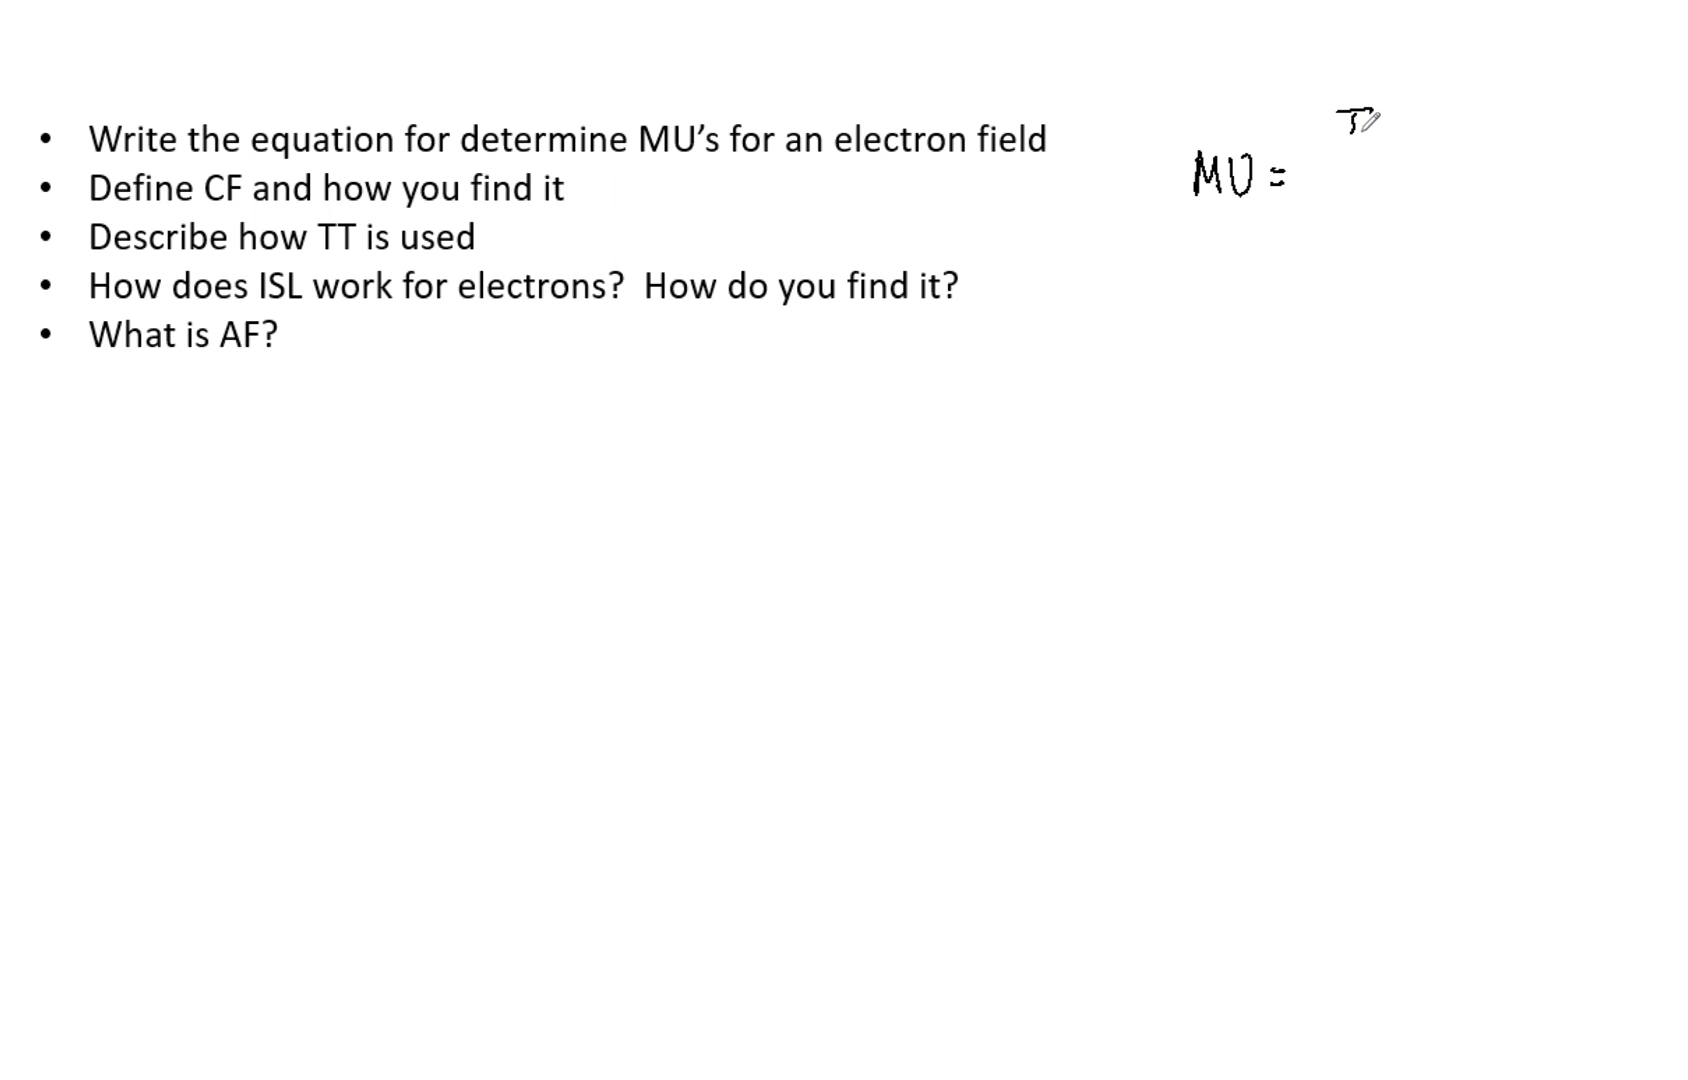 • Write the equation for determine MU’s for an electron field
• Define CF and how you find it
• Describe how TT is used
• How does ISL work for electrons?  How do you find it?
• What is AF?
MU =